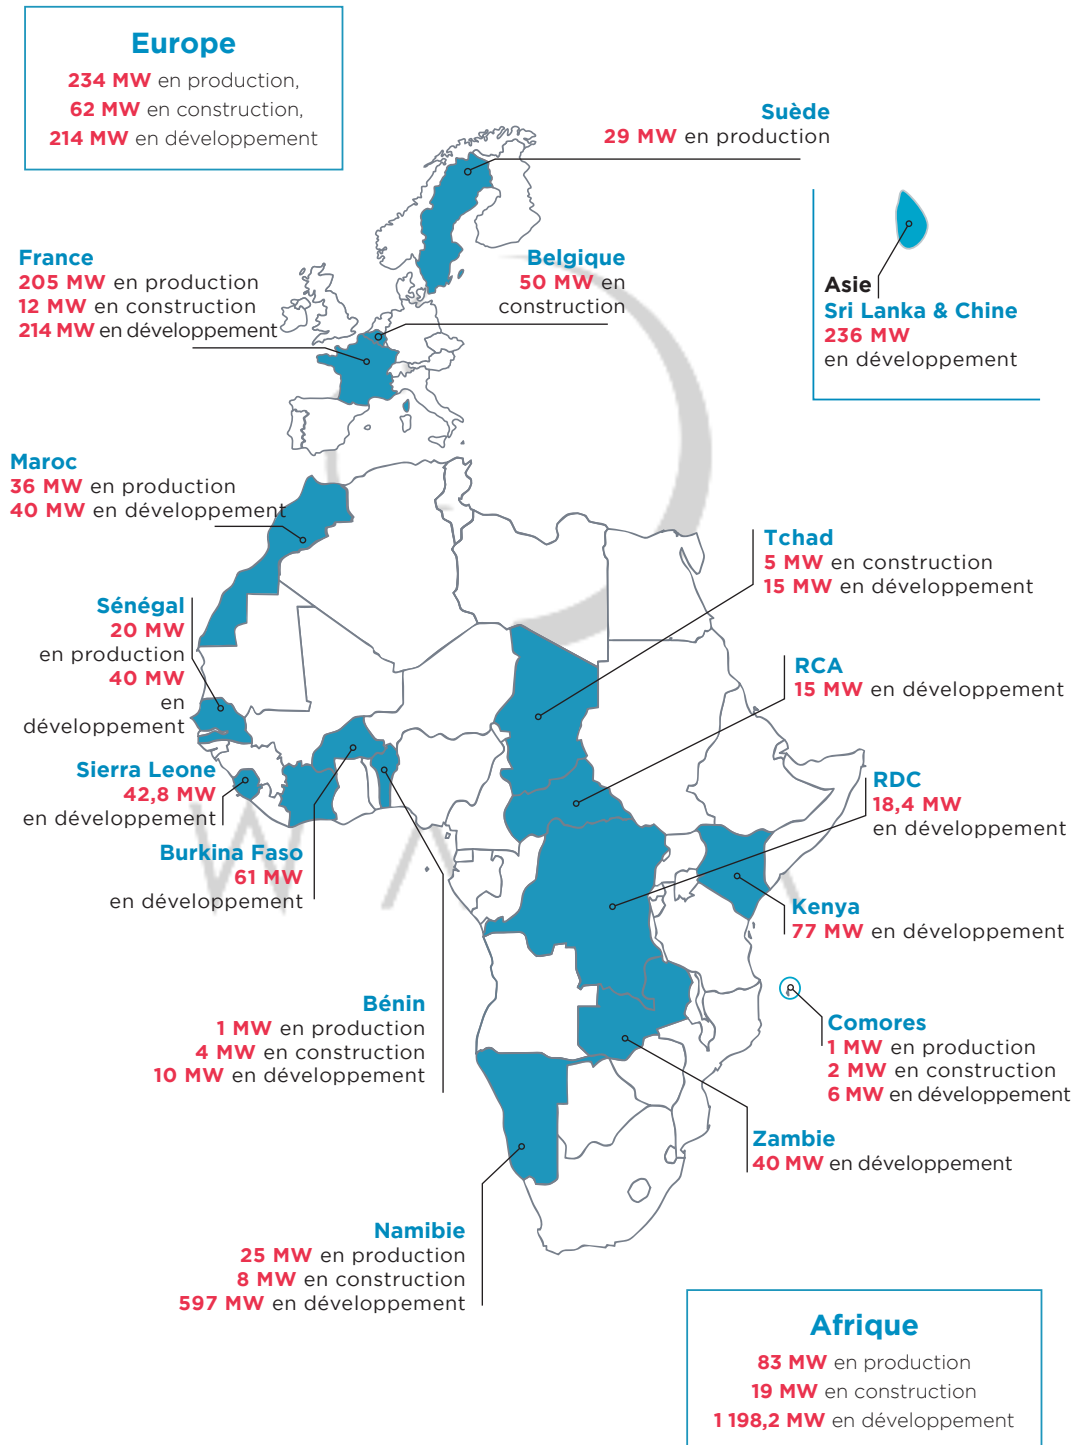 Europe
234 MW en production,
62 MW en construction,
214 MW en développement
Suède
29 MW en production
France
205 MW en production
12 MW en construction
214 MW en développement
Belgique
50 MW en
construction
Asie
Sri Lanka & Chine
236 MW
en développement
Maroc
36 MW en production
40 MW en développement
Tchad
5 MW en construction
15 MW en développement
Sénégal
20 MW
en production
40 MW
en
développement
RCA
15 MW en développement
Sierra Leone
42,8 MW
en développement
RDC
18,4 MW
en développement
Burkina Faso
61 MW
en développement
Kenya
77 MW en développement
Bénin
1 MW en production
4 MW en construction
10 MW en développement
Comores
1 MW en production
2 MW en construction
6 MW en développement
Zambie
40 MW en développement
Namibie
25 MW en production
8 MW en construction
597 MW en développement
Afrique
83 MW en production
19 MW en construction
1 198,2 MW en développement